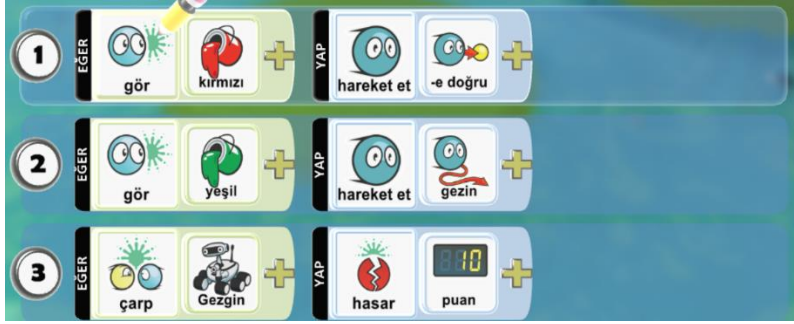 1 EĞER gör kırmızı YAP hareket et -e doğru
2 EĞER gör yeşil YAP hareket et gezin
3 EĞER çarp Gezgin YAP hasar 10 puan